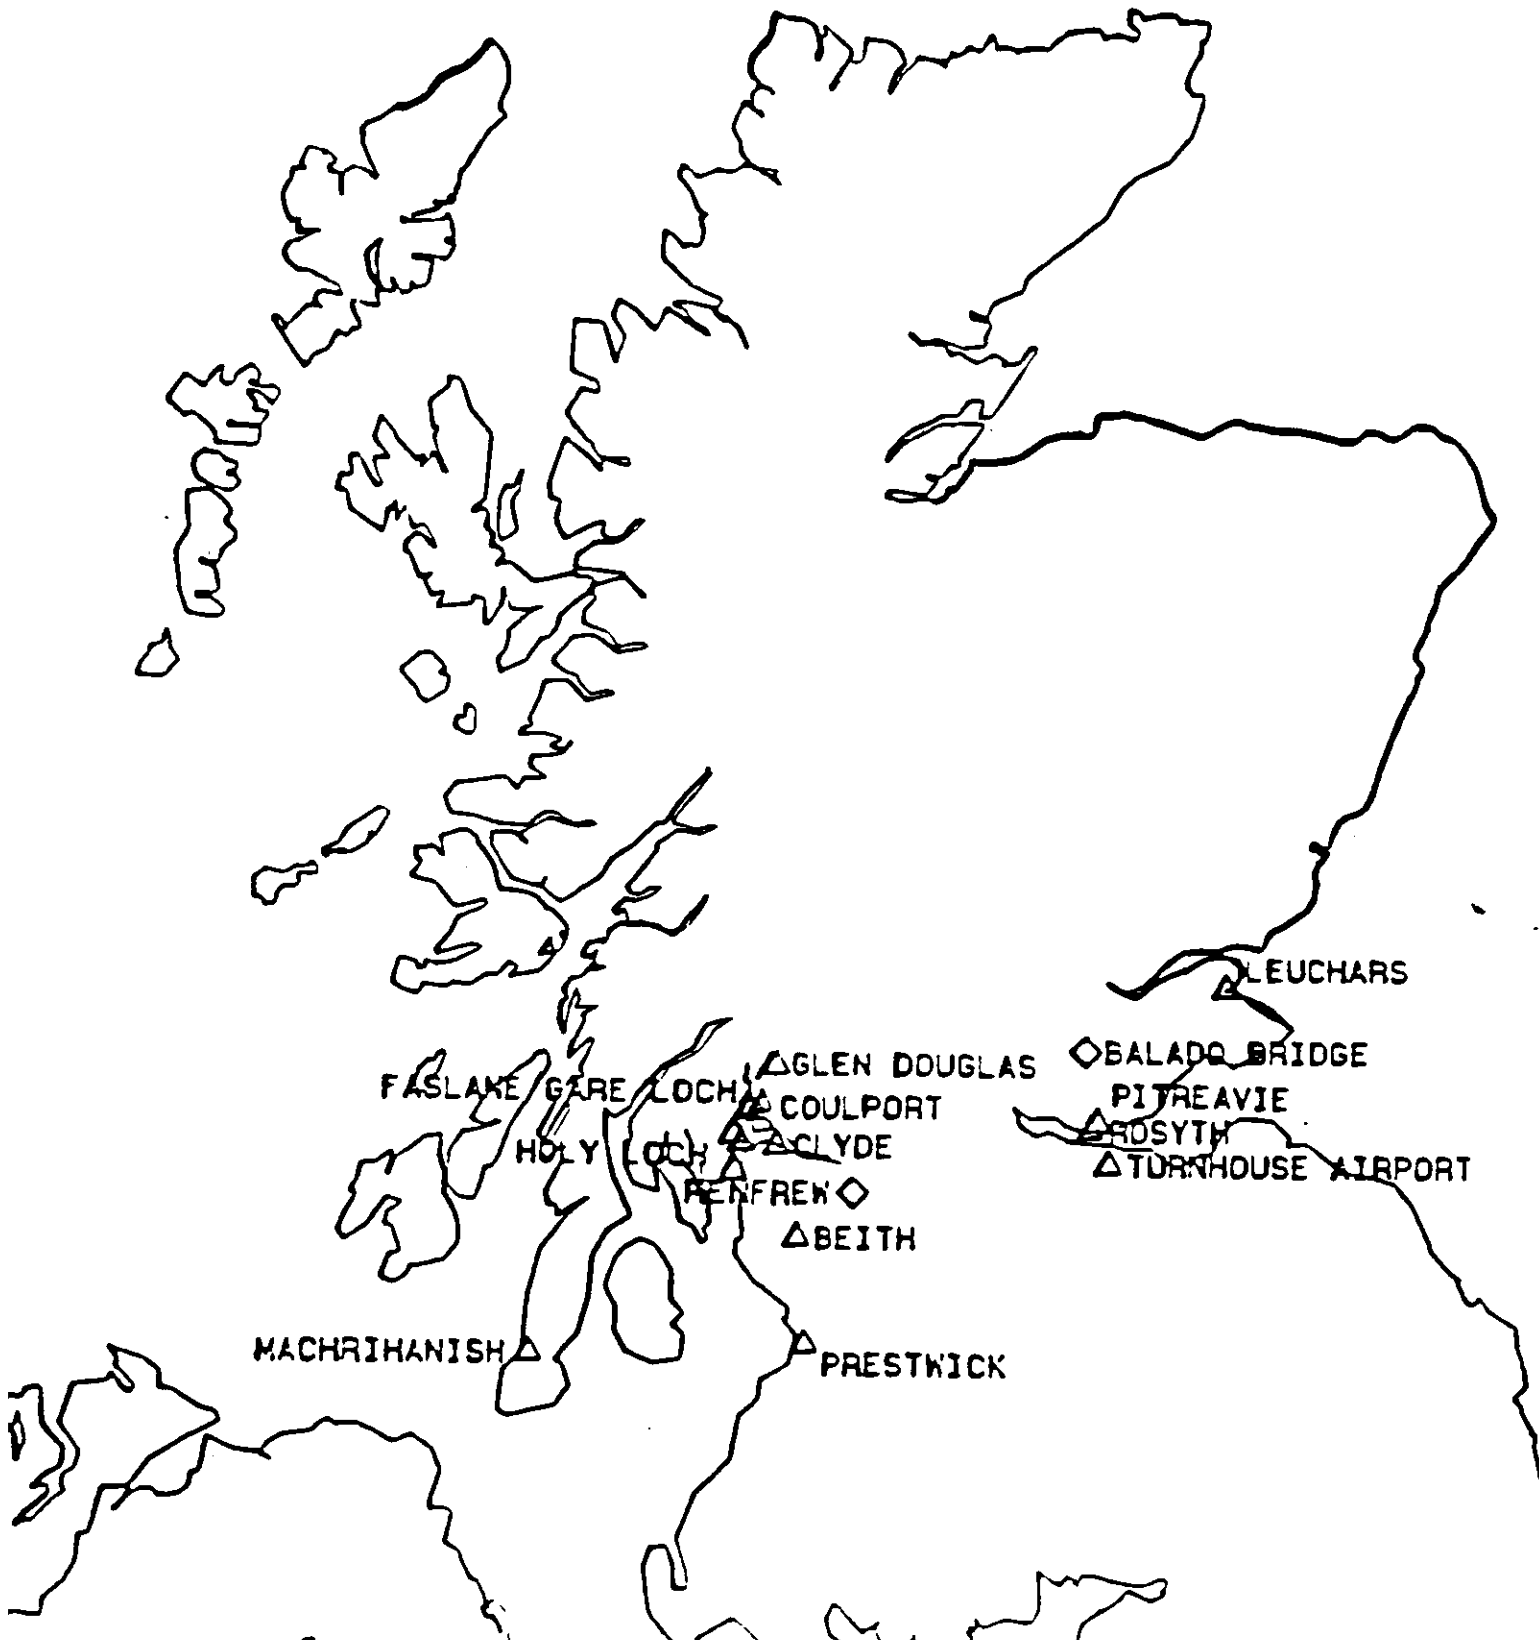 LEUCHARS
BALADO BRIDGE
GLEN DOUGLAS
FASLANE GARE LOCH
PITREAVIE
COULPORT
ROSYTH
CLYDE
HOLY LOCH
TURNHOUSE AIRPORT
RENFREW
BEITH
MACHRIHANISH
PRESTWICK